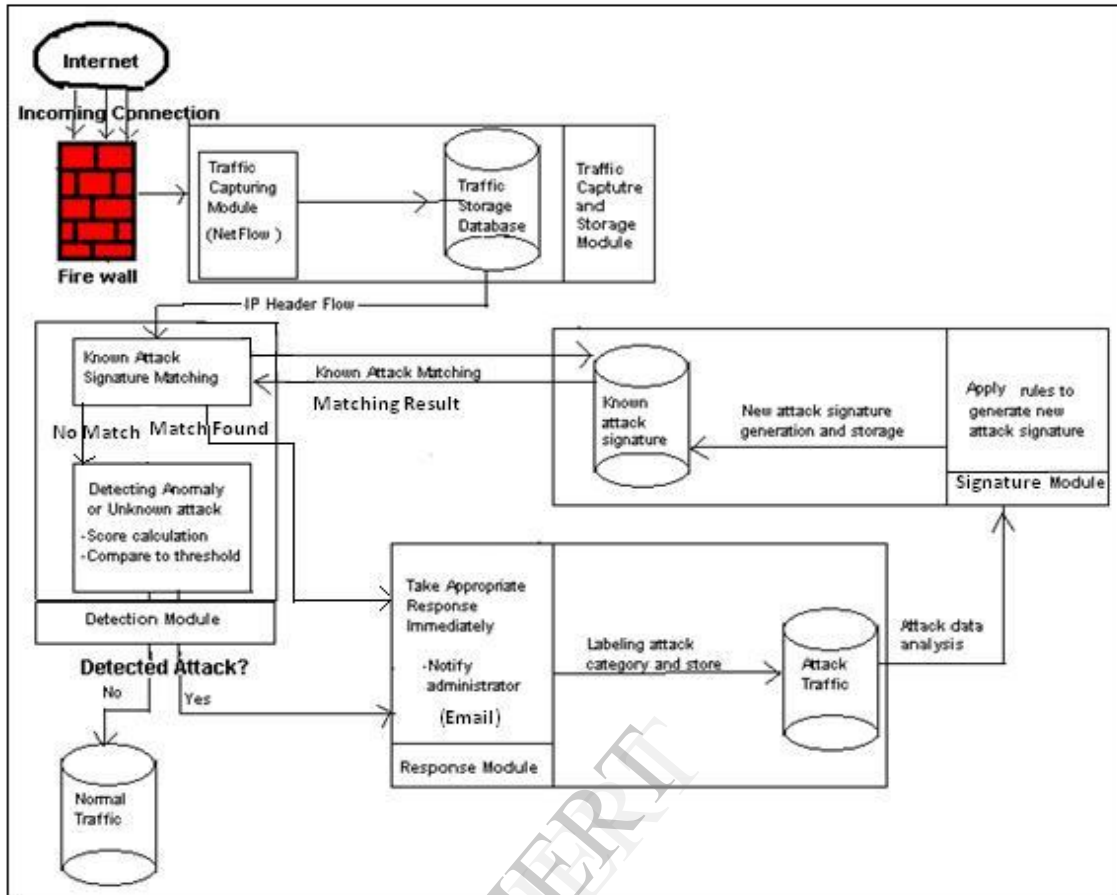 Internet
Incoming Connection
Fire wall
Traffic
Capturing
Module
(NetFlow )
Traffic
Storage
Database
Traffic
Captutre
and
Storage
Module
IP Header Flow
Known Attack
Signature Matching
Known Attack Matching
Matching Result
No Match
Match Found
Known
attack
signature
New attack signature
generation and storage
Apply rules to
generate new
attack signature
Signature Module
Detecting Anomaly
or Unknown attack
-Score calculation
-Compare to threshold
Detection Module
Detected Attack?
No
Yes
Take Appropriate
Response
Immediately
-Notify
administrator
(Email)
Response Module
Labeling attack
category and store
Attack
Traffic
Attack data
analysis
Normal
Traffic